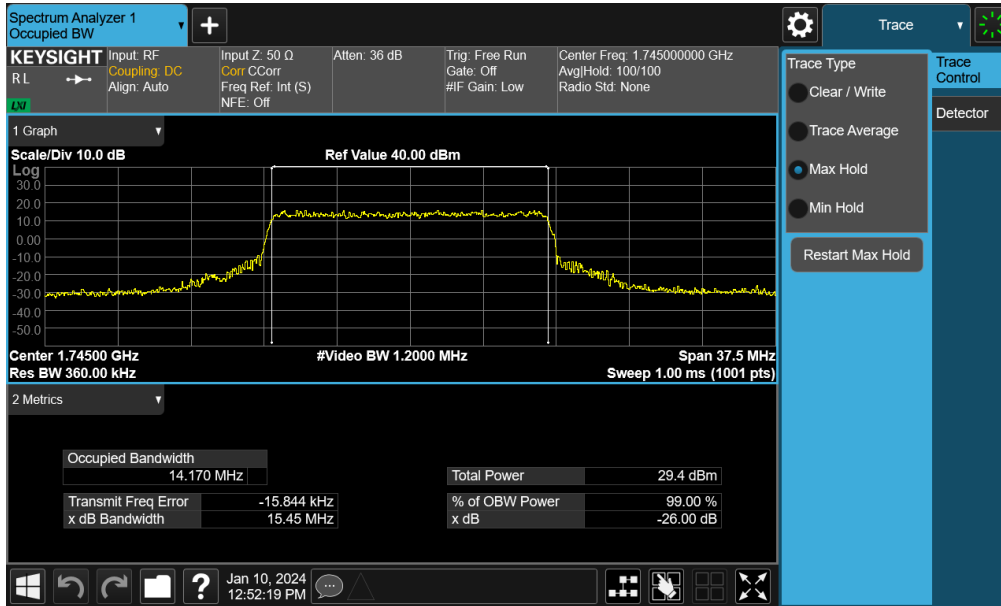 Spectrum Analyzer 1
Occupied BW
+
Trace
KEYSIGHT
R L
LXI
Input: RF
Coupling: DC
Align: Auto
Input Z: 50 Ω
Corr CCorr
Freq Ref: Int (S)
NFE: Off
Atten: 36 dB
Trig: Free Run
Gate: Off
#IF Gain: Low
Center Freq: 1.745000000 GHz
Avg|Hold: 100/100
Radio Std: None
1 Graph
Scale/Div 10.0 dB
Ref Value 40.00 dBm
Log
30.0
20.0
10.0
0.00
-10.0
-20.0
-30.0
-40.0
-50.0
Center 1.74500 GHz
#Video BW 1.2000 MHz
Span 37.5 MHz
Res BW 360.00 kHz
Sweep 1.00 ms (1001 pts)
2 Metrics
Occupied Bandwidth
14.170 MHz
Total Power 29.4 dBm
Transmit Freq Error -15.844 kHz
% of OBW Power 99.00 %
x dB Bandwidth 15.45 MHz
x dB -26.00 dB
Trace Type
Clear / Write
Trace Average
Max Hold
Min Hold
Restart Max Hold
Trace
Control
Detector
?
Jan 10, 2024
12:52:19 PM